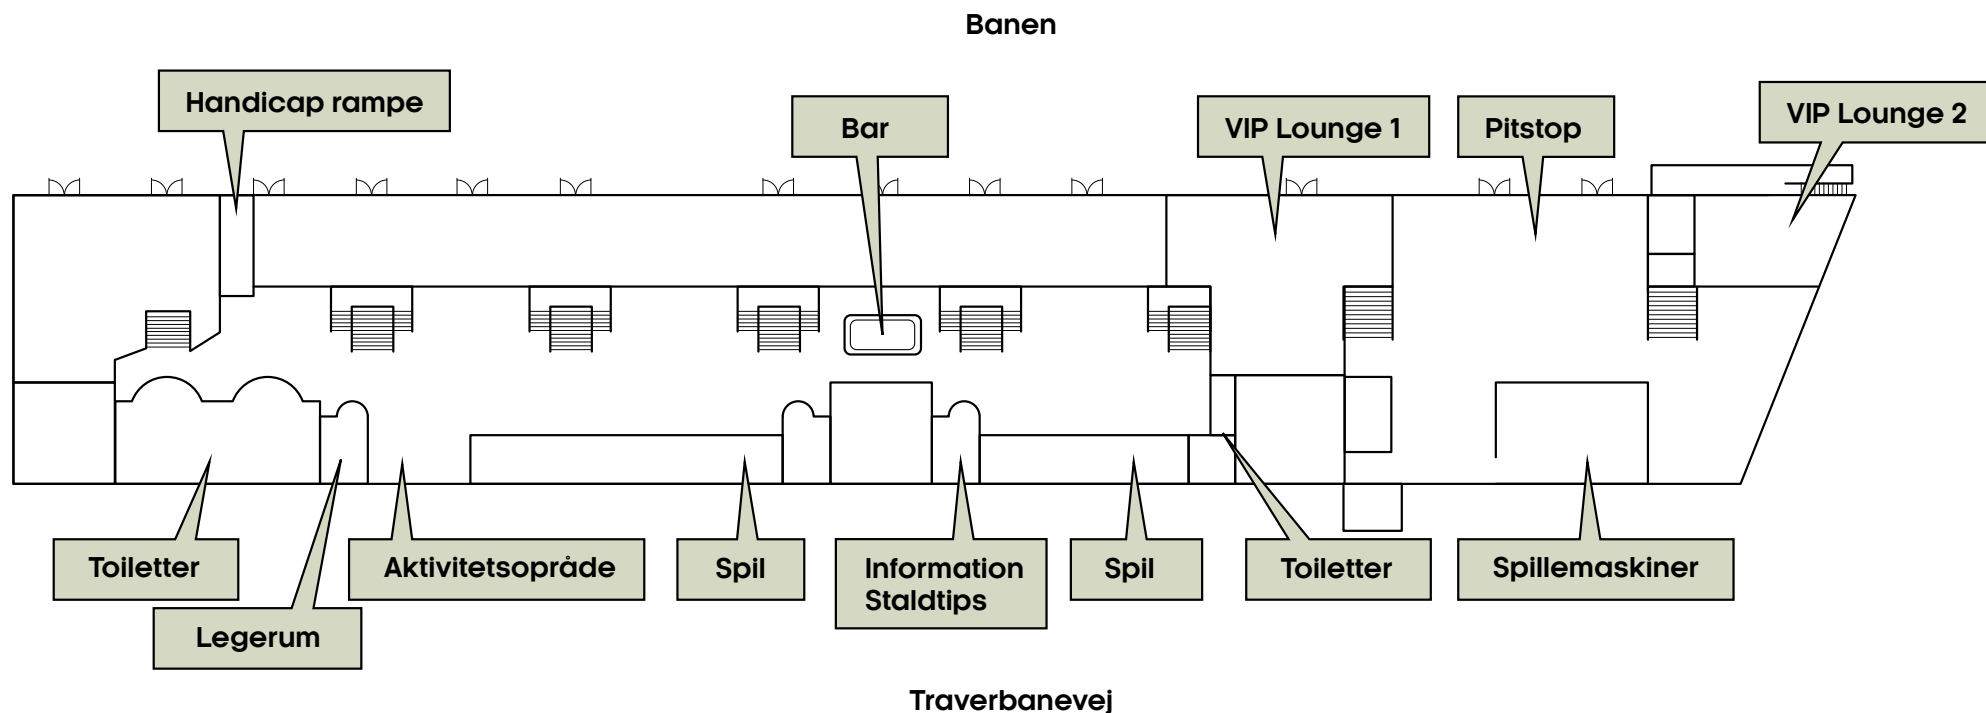 Banen
Handicap rampe
Bar
VIP Lounge 1
Pitstop
VIP Lounge 2
Toiletter
Legerum
Aktivitetsopråde
Spil
Information
Staldtips
Spil
Toiletter
Spillemaskiner
Traverbanevej